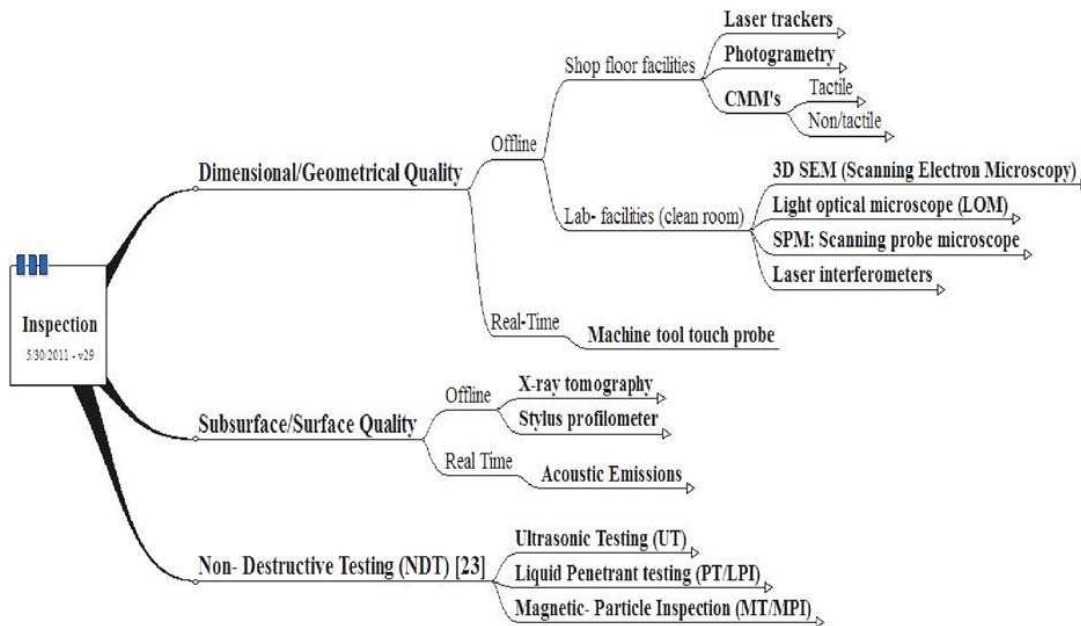 Inspection
5/30/2011 - v29
Dimensional/Geometrical Quality
Offline
Shop floor facilities
Laser trackers
Photogrametry
CMM's
Tactile
Non/tactile
Lab- facilities (clean room)
3D SEM (Scanning Electron Microscopy)
Light optical microscope (LOM)
SPM: Scanning probe microscope
Laser interferometers
Real-Time
Machine tool touch probe
Subsurface/Surface Quality
Offline
X-ray tomography
Stylus profilometer
Real Time
Acoustic Emissions
Non- Destructive Testing (NDT) [23]
Ultrasonic Testing (UT)
Liquid Penetrant testing (PT/LPI)
Magnetic- Particle Inspection (MT/MPI)